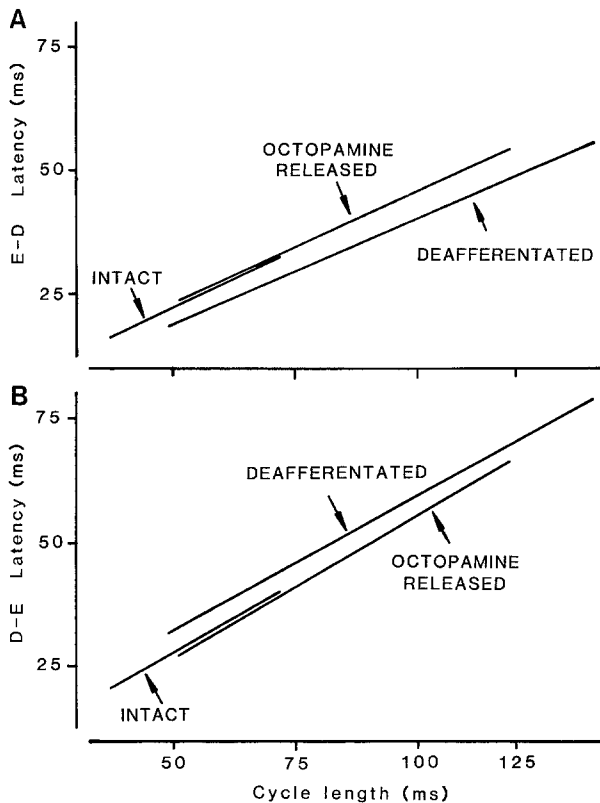 A
75
50
25
E-D Latency (ms)
OCTOPAMINE
RELEASED
INTACT
DEAFFERENTATED
B
75
50
25
D-E Latency (ms)
DEAFFERENTATED
OCTOPAMINE
RELEASED
INTACT
50 75 100 125
Cycle length (ms)